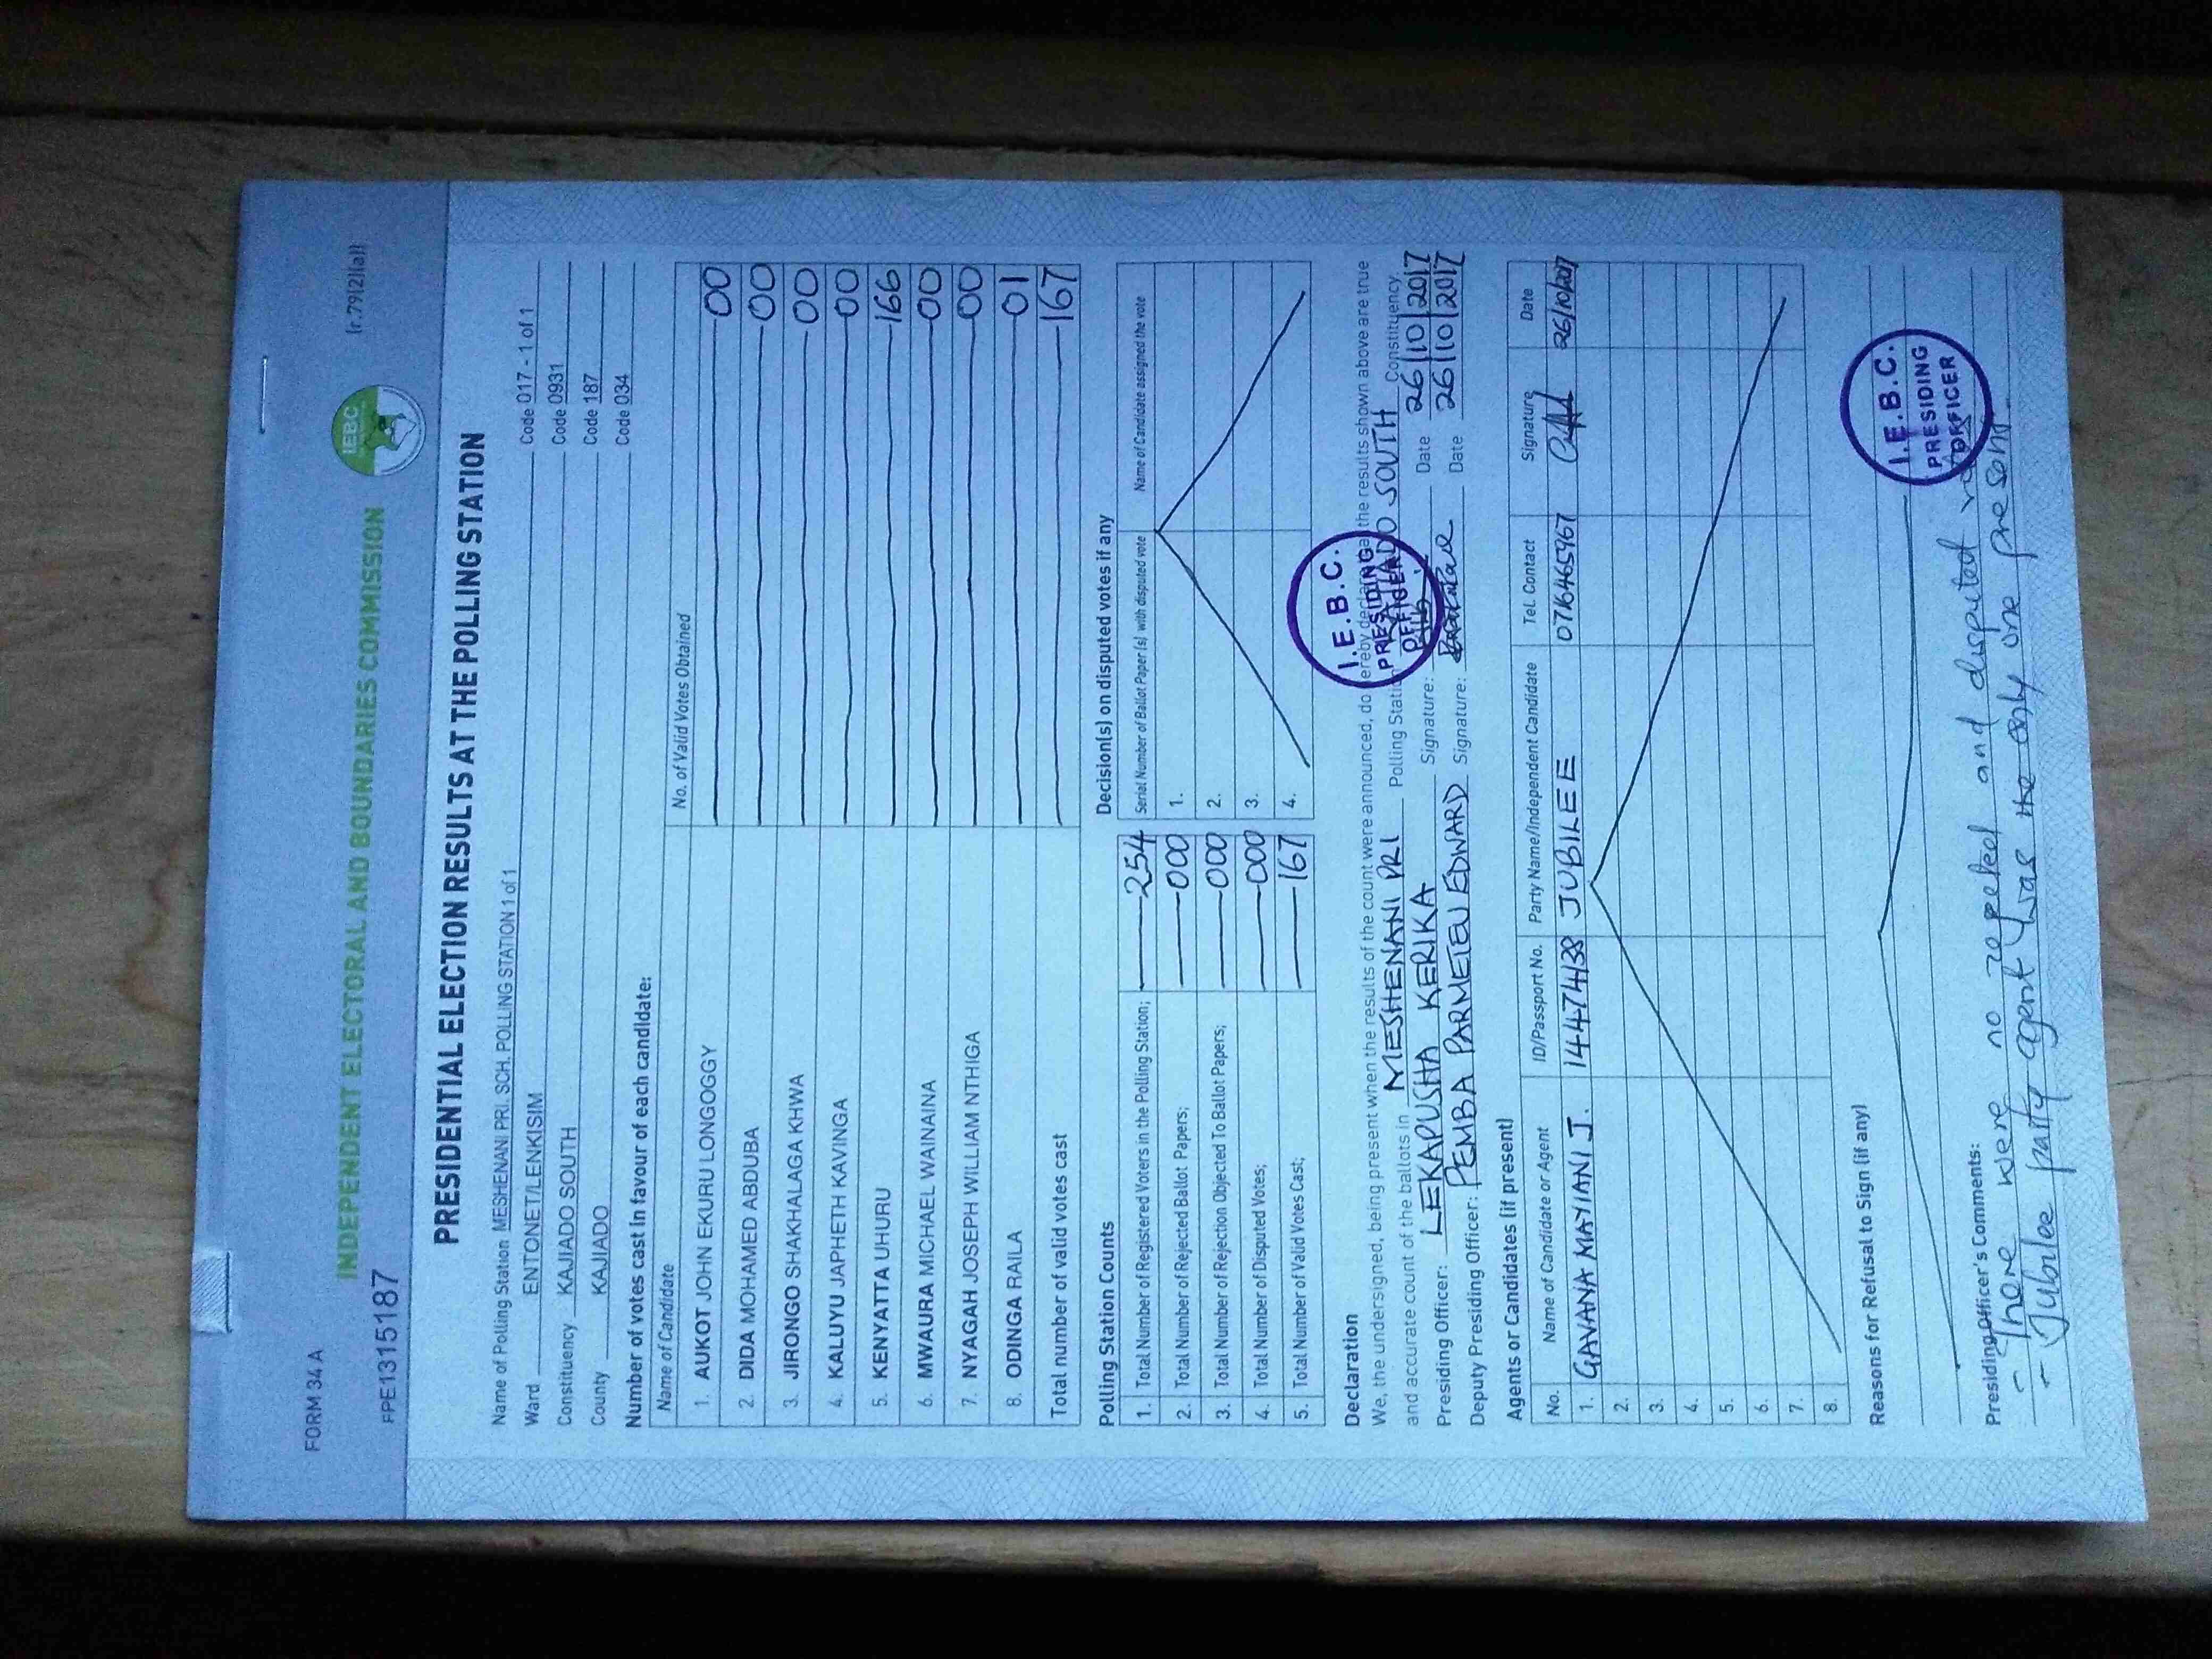 FORM 34 A (r.79(2)(a))
IEBC
INDEPENDENT ELECTORAL AND BOUNDARIES COMMISSION
FPE1315187
PRESIDENTIAL ELECTION RESULTS AT THE POLLING STATION
Name of Polling Station MESHENANI PRI. SCH. POLLING STATION 1 of 1 Code 017 - 1 of 1
Ward ENTONET/LENKISIM Code 0931
Constituency KAJIADO SOUTH Code 187
County KAJIADO Code 034
Number of votes cast in favour of each candidate:
Name of Candidate No. of Valid Votes Obtained
1. AUKOT JOHN EKURU LONGOGGY 00
2. DIDA MOHAMED ABDUBA 00
3. JIRONGO SHAKHALAGA KHWA 00
4. KALUYU JAPHETH KAVINGA 00
5. KENYATTA UHURU 166
6. MWAURA MICHAEL WAINAINA 00
7. NYAGAH JOSEPH WILLIAM NTHIGA 00
8. ODINGA RAILA 01
Total number of valid votes cast 167
Polling Station Counts
1. Total Number of Registered Voters in the Polling Station; 254
2. Total Number of Rejected Ballot Papers; 000
3. Total Number of Rejection Objected To Ballot Papers; 000
4. Total Number of Disputed Votes; 000
5. Total Number of Valid Votes Cast; 167
Decision(s) on disputed votes if any
Serial Number of Ballot Paper(s) with disputed vote Name of Candidate assigned the vote
1.
2.
3.
4.
Declaration
We, the undersigned, being present when the results of the count were announced, do hereby declare that the results shown above are true
and accurate count of the ballots in MESHENANI PRI Polling Station KAJIADO SOUTH Constituency.
Presiding Officer: LEKAPUSHA KERIKA Signature: Date 26/10/2017
Deputy Presiding Officer: PEMBA PARMETEU EDWARD Signature: Date 26/10/2017
I.E.B.C.
PRESIDING
OFFICER
Agents or Candidates (if present)
No. Name of Candidate or Agent ID/Passport No. Party Name/Independent Candidate Tel. Contact Signature Date
1. GAVANA MAYIANI J. 14474138 JUBILEE 0716465967 26/10/2017
2.
3.
4.
5.
6.
7.
8.
Reasons for Refusal to Sign (if any)
I.E.B.C.
PRESIDING
OFFICER
Presiding Officer's Comments:
- There were no rejected and disputed
- Jubilee party agent was the only one present.